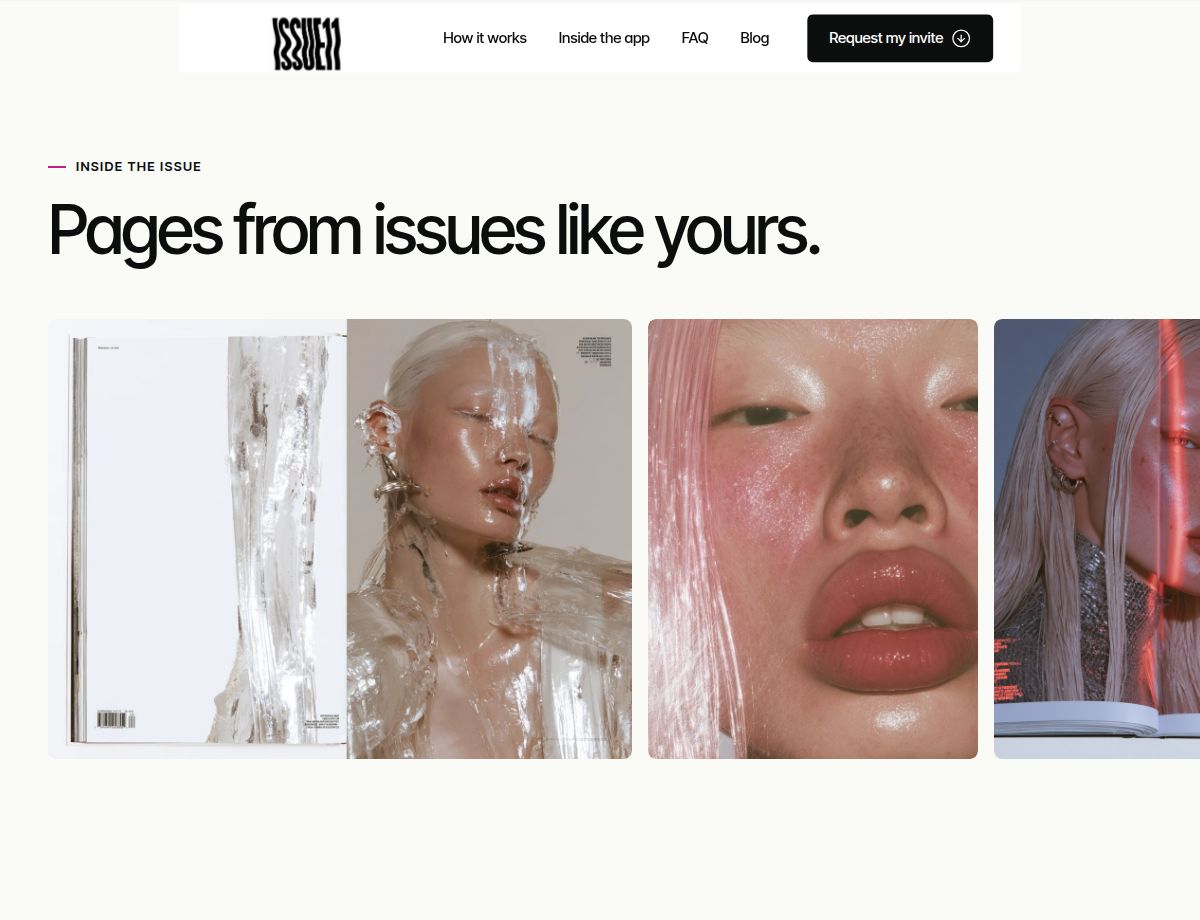 ISSUE11
How it works
Inside the app
FAQ
Blog
Request my invite
INSIDE THE ISSUE
Pages from issues like yours.